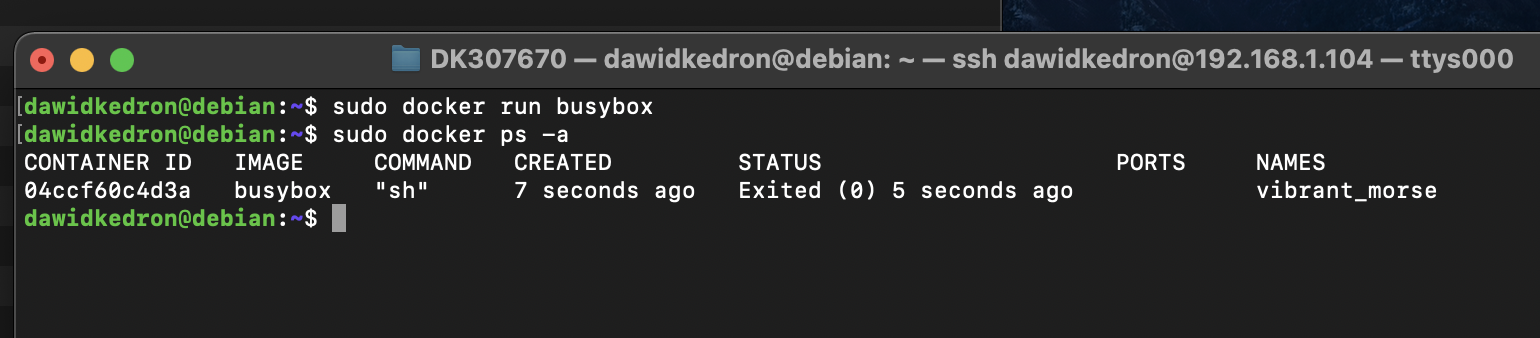 DK307670 — dawidkedron@debian: ~ — ssh dawidkedron@192.168.1.104 — ttys000
[dawidkedron@debian:~$ sudo docker run busybox
[dawidkedron@debian:~$ sudo docker ps -a
CONTAINER ID   IMAGE     COMMAND   CREATED         STATUS                     PORTS     NAMES
04ccf60c4d3a   busybox   "sh"      7 seconds ago   Exited (0) 5 seconds ago             vibrant_morse
dawidkedron@debian:~$